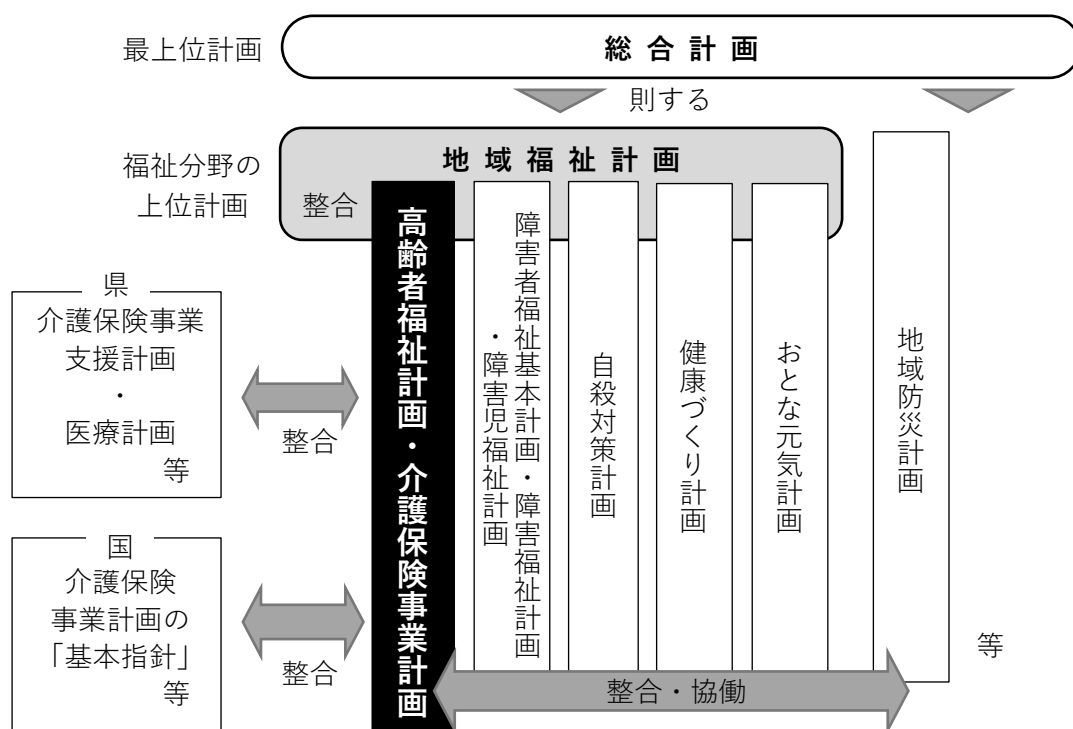 最上位計画
総合計画
則する
福祉分野の
上位計画
地域福祉計画
整合
高齢者福祉計画・介護保険事業計画
障害者福祉基本計画・障害福祉計画
・障害児福祉計画
自殺対策計画
健康づくり計画
おとな元気計画
地域防災計画
県
介護保険事業
支援計画
・
医療計画
等
整合
国
介護保険
事業計画の
「基本指針」
等
整合
等
整合・協働